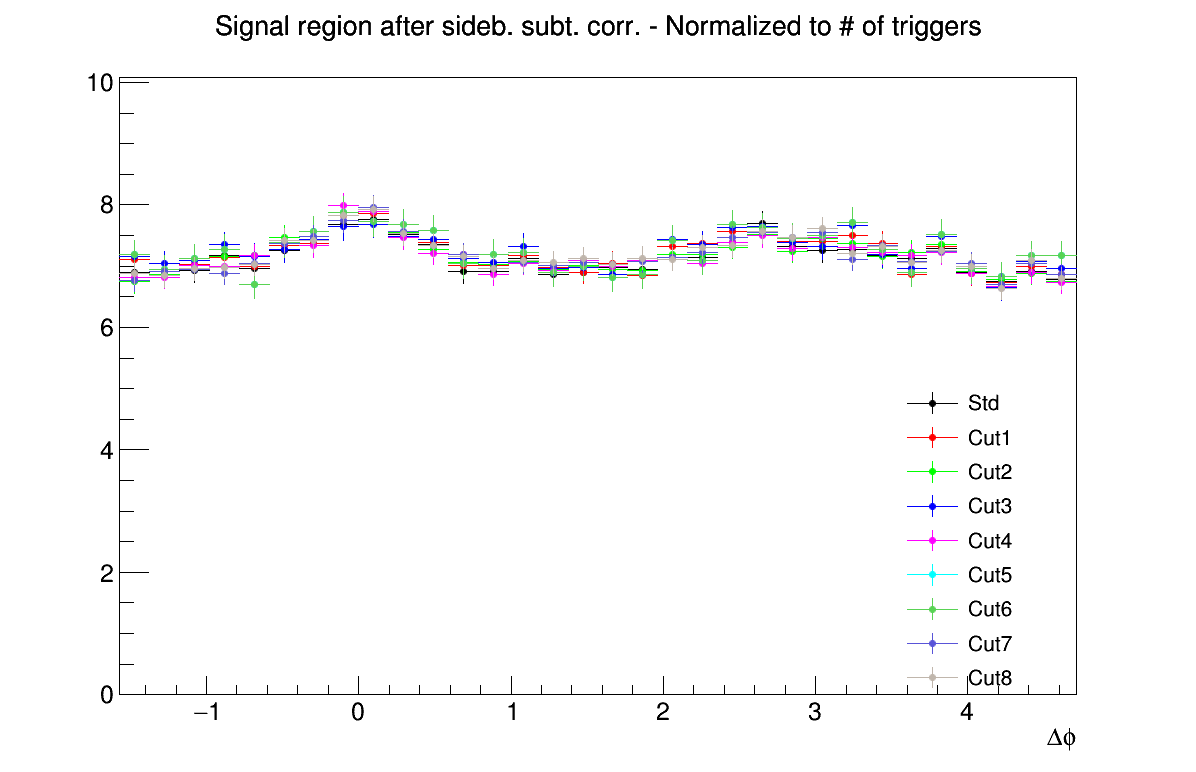 Signal region after sideb. subt. corr. - Normalized to # of triggers
10
8
6
4
2
0
Std
Cut1
Cut2
Cut3
Cut4
Cut5
Cut6
Cut7
Cut8
−1 0 1 2 3 4
Δϕ